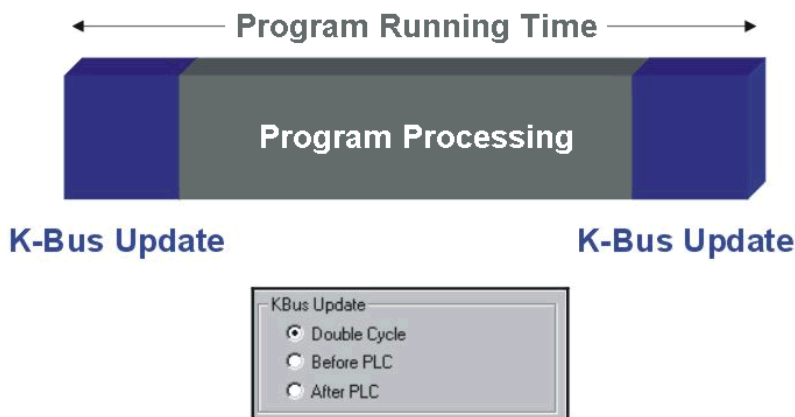 Program Running Time
Program Processing
K-Bus Update
K-Bus Update
KBus Update
Double Cycle
Before PLC
After PLC